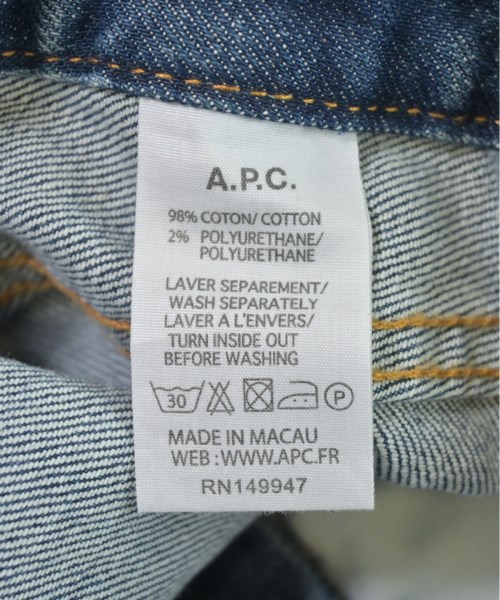 A.P.C.
98% COTON/ COTTON
2% POLYURETHANE/
POLYURETHANE
LAVER SEPAREMENT/
WASH SEPARATELY
LAVER A L'ENVERS/
TURN INSIDE OUT
BEFORE WASHING
30 P
MADE IN MACAU
WEB :WWW.APC.FR
RN149947